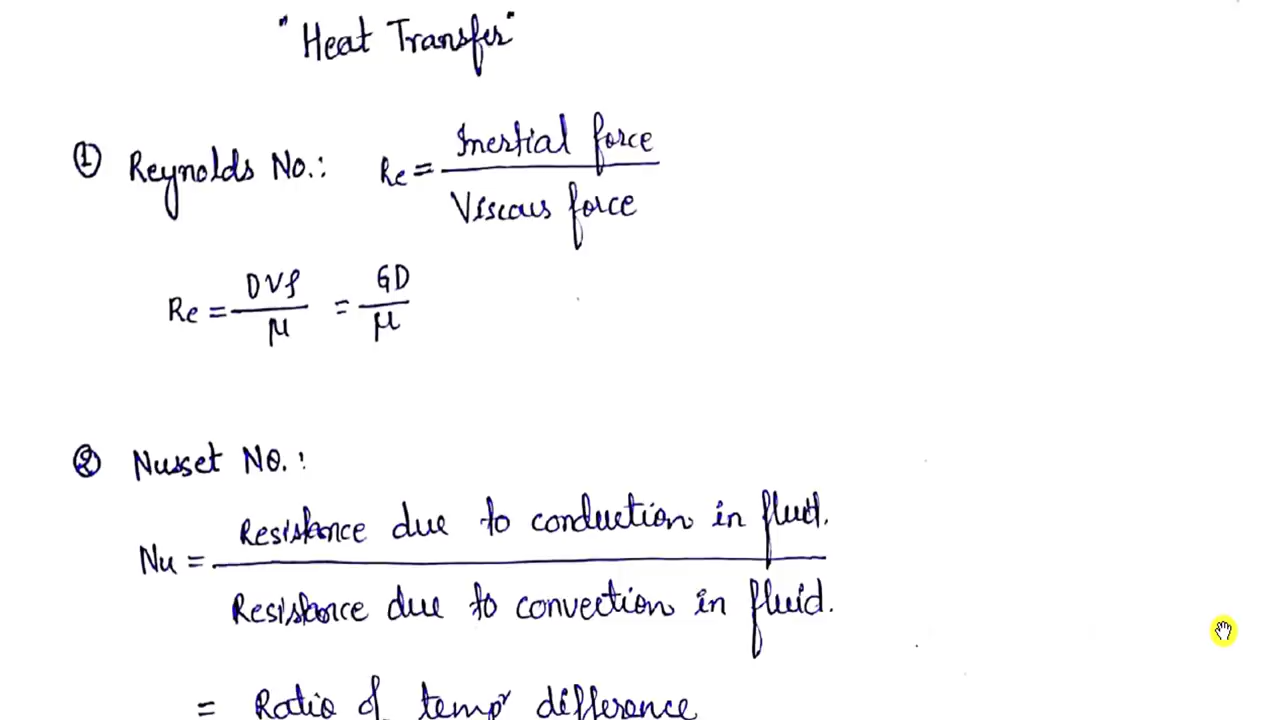 "Heat Transfer"
① Reynolds No.: Re = Inertial force / Viscous force
Re = DVρ / μ = GD / μ
② Nusset No.:
Nu = Resistance due to conduction in fluid. / Resistance due to convection in fluid.
= Ratio of tempr difference